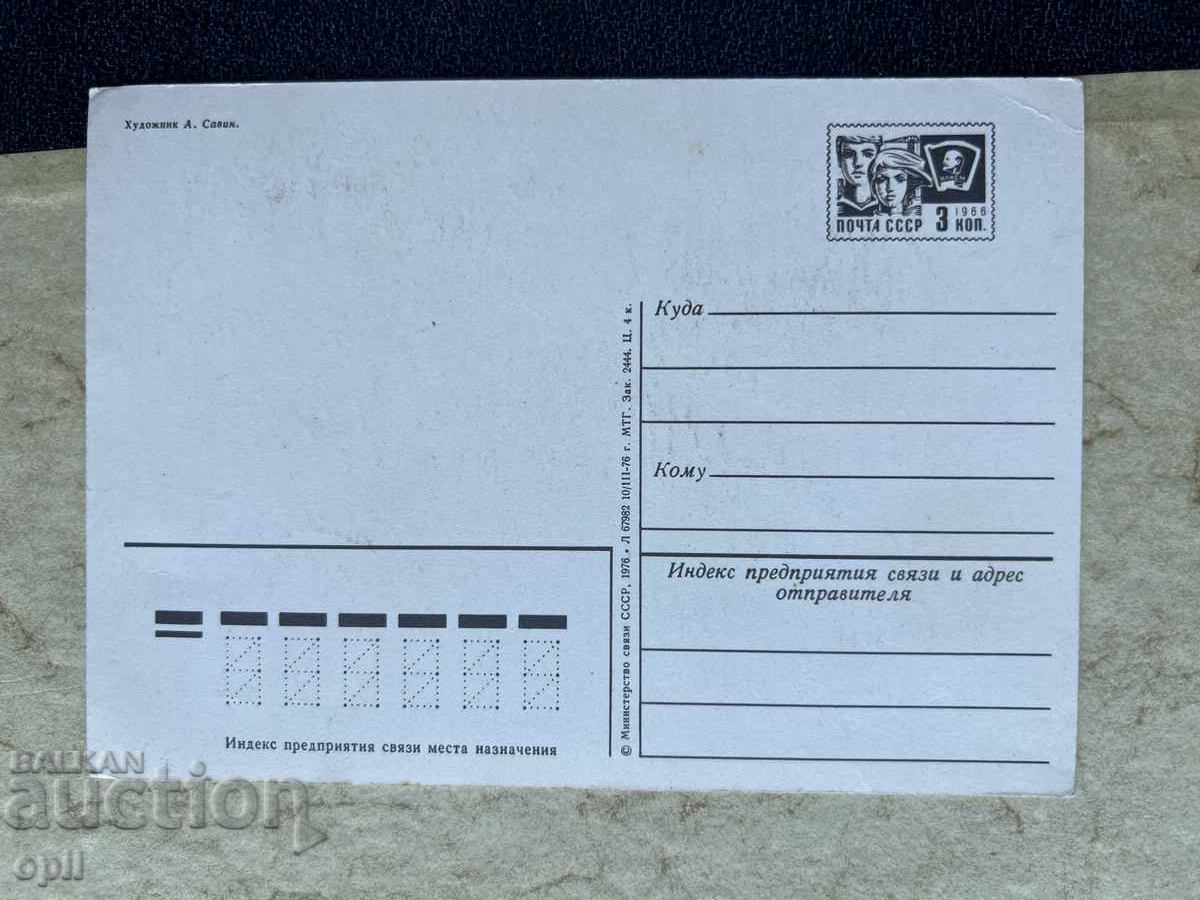 Художник А. Савин.
ВЛКСМ
1966
ПОЧТА СССР 3 КОП.
Куда
Кому
Индекс предприятия связи и адрес
отправителя
© Министерство связи СССР, 1976. • Л 67982 10/III-76 г. МТГ. Зак. 2444. Ц. 4 к.
Индекс предприятия связи места назначения
BALKAN
auction
opll